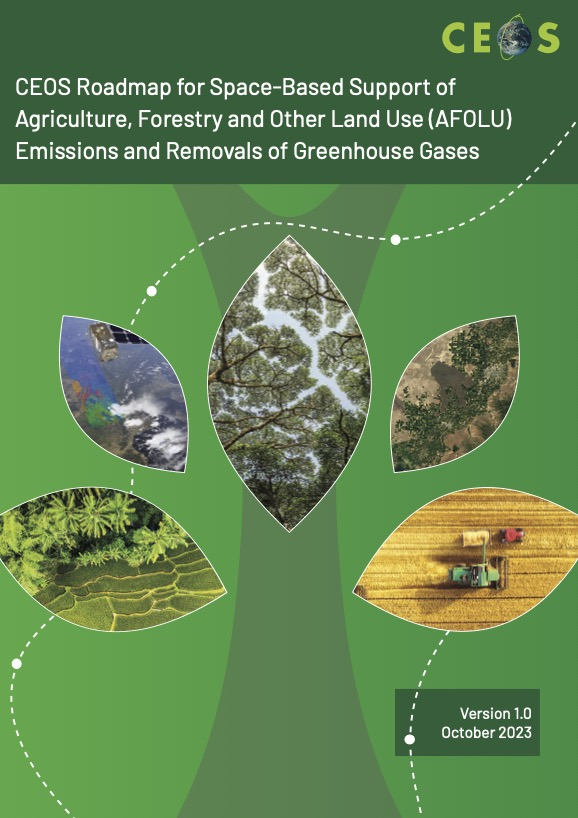 CEOS
CEOS Roadmap for Space-Based Support of
Agriculture, Forestry and Other Land Use (AFOLU)
Emissions and Removals of Greenhouse Gases
Version 1.0
October 2023